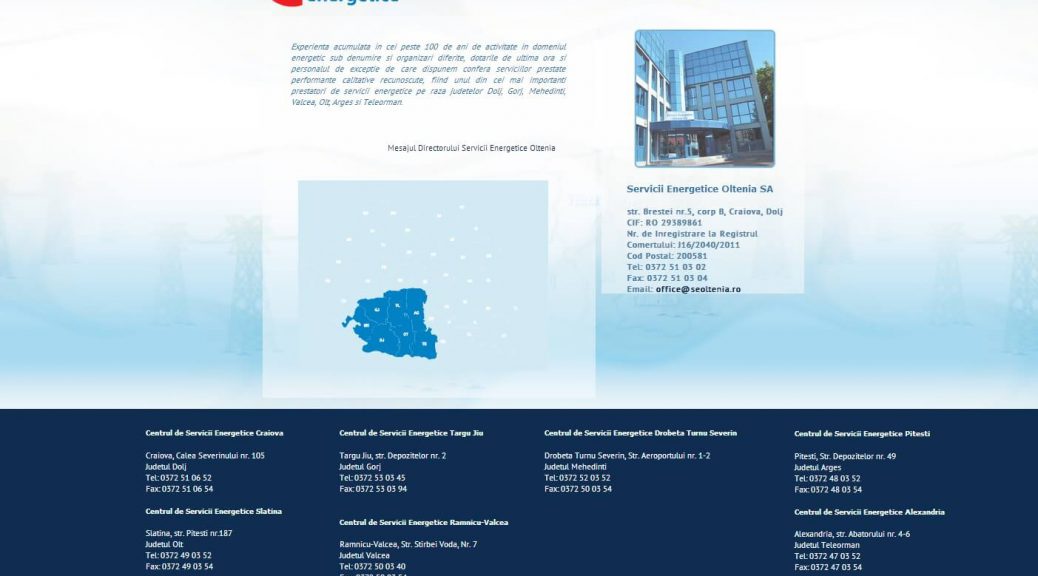 energetica
Experienta acumulata in cei peste 100 de ani de activitate in domeniul
energetic sub denumire si organizari diferite, dotarile de ultima ora si
personalul de exceptie de care dispunem confera serviciilor prestate
performante calitative recunoscute, fiind unul din cei mai importanti
prestatori de servicii energetice pe raza judetelor Dolj, Gorj, Mehedinti,
Valcea, Olt, Arges si Teleorman.
Mesajul Directorului Servicii Energetice Oltenia
GJ
VL
AG
MH
DJ
OT
TR
Servicii Energetice Oltenia SA
str. Brestei nr.5, corp B, Craiova, Dolj
CIF: RO 29389861
Nr. de Inregistrare la Registrul
Comertului: J16/2040/2011
Cod Postal: 200581
Tel: 0372 51 03 02
Fax: 0372 51 03 04
Email: office@seoltenia.ro
Centrul de Servicii Energetice Craiova
Craiova, Calea Severinului nr. 105
Judetul Dolj
Tel: 0372 51 06 52
Fax: 0372 51 06 54
Centrul de Servicii Energetice Targu Jiu
Targu Jiu, str. Depozitelor nr. 2
Judetul Gorj
Tel: 0372 53 03 45
Fax: 0372 53 03 94
Centrul de Servicii Energetice Drobeta Turnu Severin
Drobeta Turnu Severin, Str. Aeroportului nr. 1-2
Judetul Mehedinti
Tel: 0372 52 03 52
Fax: 0372 50 03 54
Centrul de Servicii Energetice Pitesti
Pitesti, Str. Depozitelor nr. 49
Judetul Arges
Tel: 0372 48 03 52
Fax: 0372 48 03 54
Centrul de Servicii Energetice Slatina
Slatina, str. Pitesti nr.187
Judetul Olt
Tel: 0372 49 03 52
Fax: 0372 49 03 54
Centrul de Servicii Energetice Ramnicu-Valcea
Ramnicu-Valcea, Str. Stirbei Voda, Nr. 7
Judetul Valcea
Tel: 0372 50 03 40
Fax: 0372 50 03 54
Centrul de Servicii Energetice Alexandria
Alexandria, str. Abatorului nr. 4-6
Judetul Teleorman
Tel: 0372 47 03 52
Fax: 0372 47 03 54